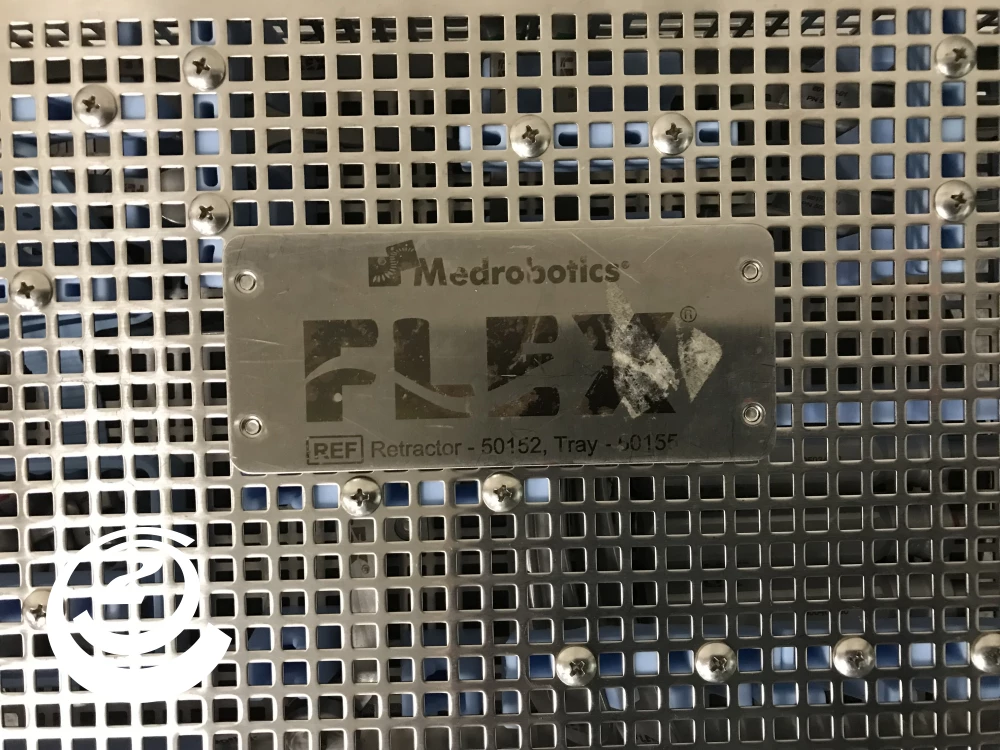 Medrobotics®
FLEX®
REF Retractor - 50152, Tray - 50155